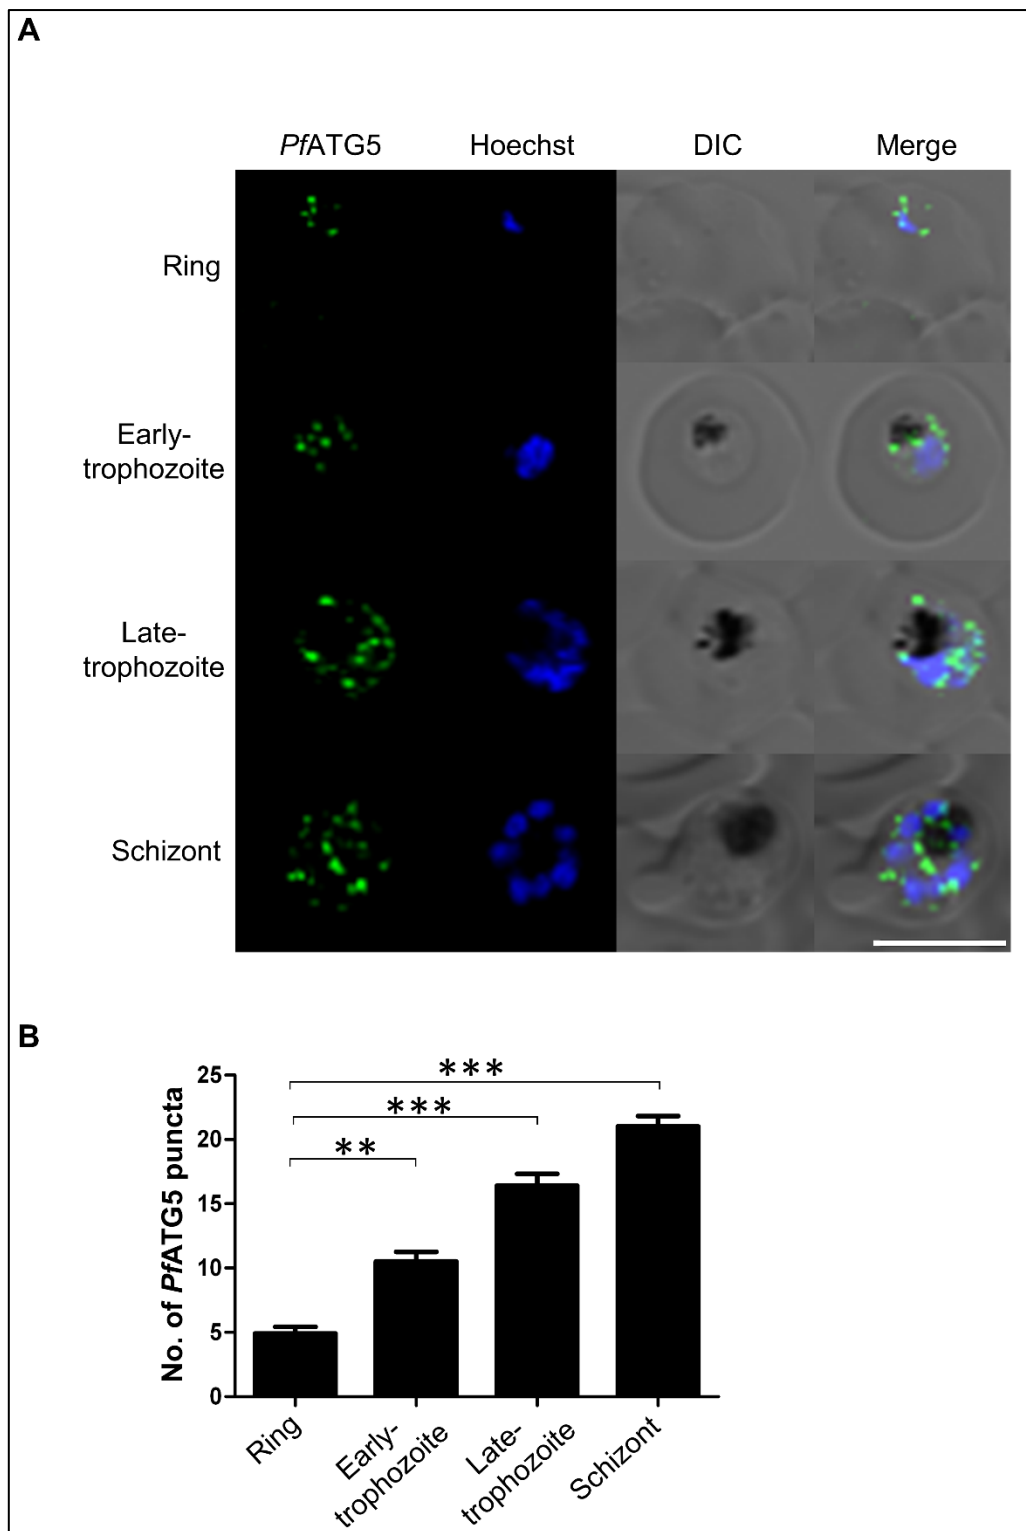 A
PfATG5 Hoechst DIC Merge
Ring
Early-
trophozoite
Late-
trophozoite
Schizont
B
No. of PfATG5 puncta
25
20
15
10
5
0
***
***
**
Ring
Early-
trophozoite
Late-
trophozoite
Schizont